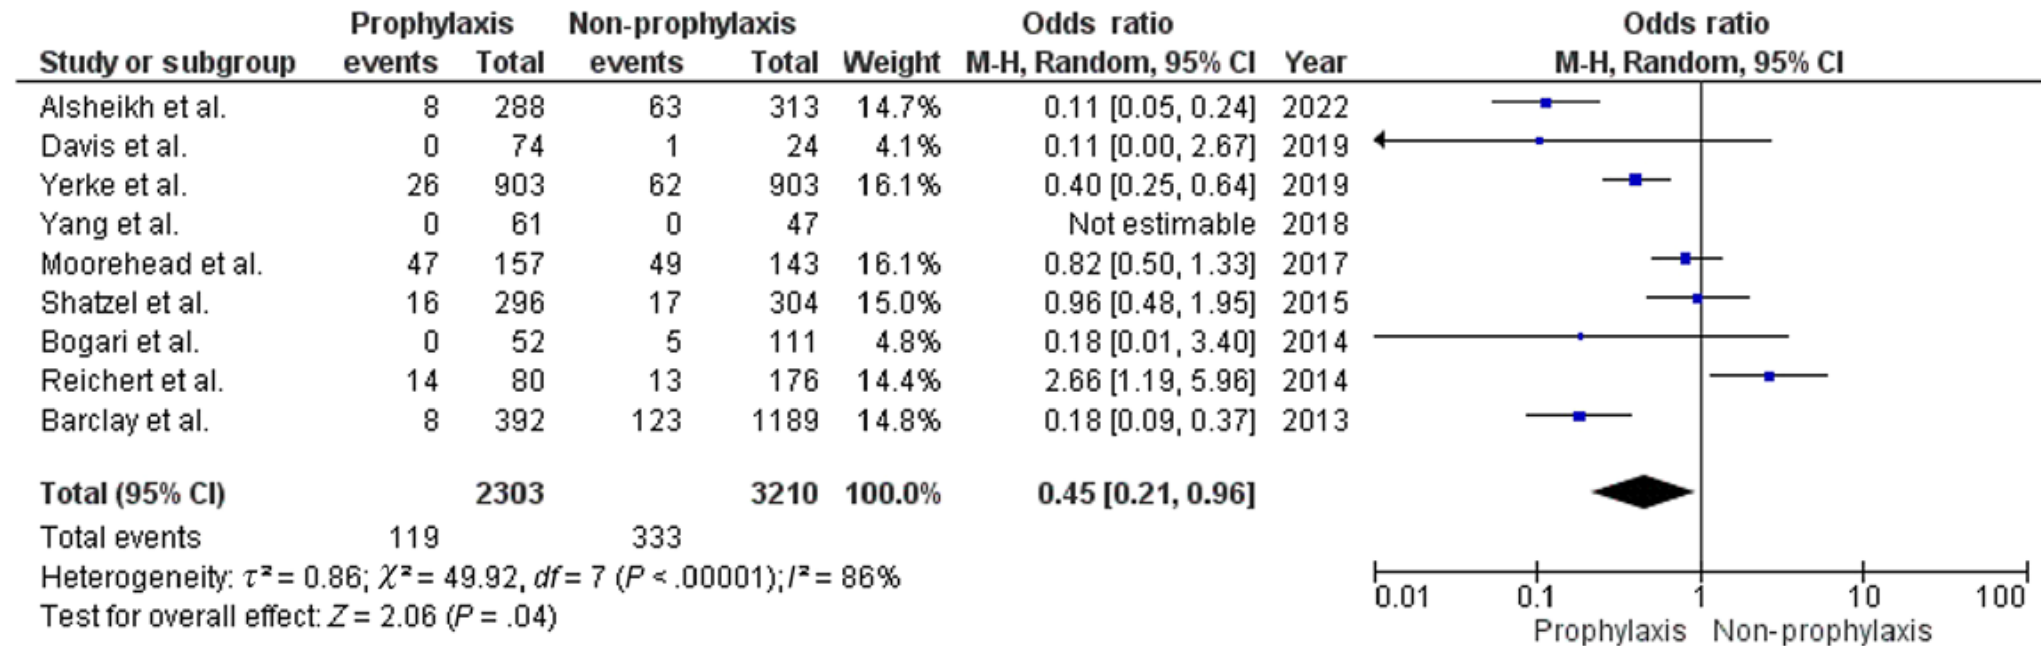 Prophylaxis Non-prophylaxis Odds ratio Odds ratio
Study or subgroup events Total events Total Weight M-H, Random, 95% CI Year M-H, Random, 95% CI
Alsheikh et al. 8 288 63 313 14.7% 0.11 [0.05, 0.24] 2022
Davis et al. 0 74 1 24 4.1% 0.11 [0.00, 2.67] 2019
Yerke et al. 26 903 62 903 16.1% 0.40 [0.25, 0.64] 2019
Yang et al. 0 61 0 47 Not estimable 2018
Moorehead et al. 47 157 49 143 16.1% 0.82 [0.50, 1.33] 2017
Shatzel et al. 16 296 17 304 15.0% 0.96 [0.48, 1.95] 2015
Bogari et al. 0 52 5 111 4.8% 0.18 [0.01, 3.40] 2014
Reichert et al. 14 80 13 176 14.4% 2.66 [1.19, 5.96] 2014
Barclay et al. 8 392 123 1189 14.8% 0.18 [0.09, 0.37] 2013
Total (95% CI) 2303 3210 100.0% 0.45 [0.21, 0.96]
Total events 119 333
Heterogeneity: τ² = 0.86; χ² = 49.92, df = 7 (P < .00001); I² = 86%
Test for overall effect: Z = 2.06 (P = .04)
0.01 0.1 1 10 100
Prophylaxis Non-prophylaxis